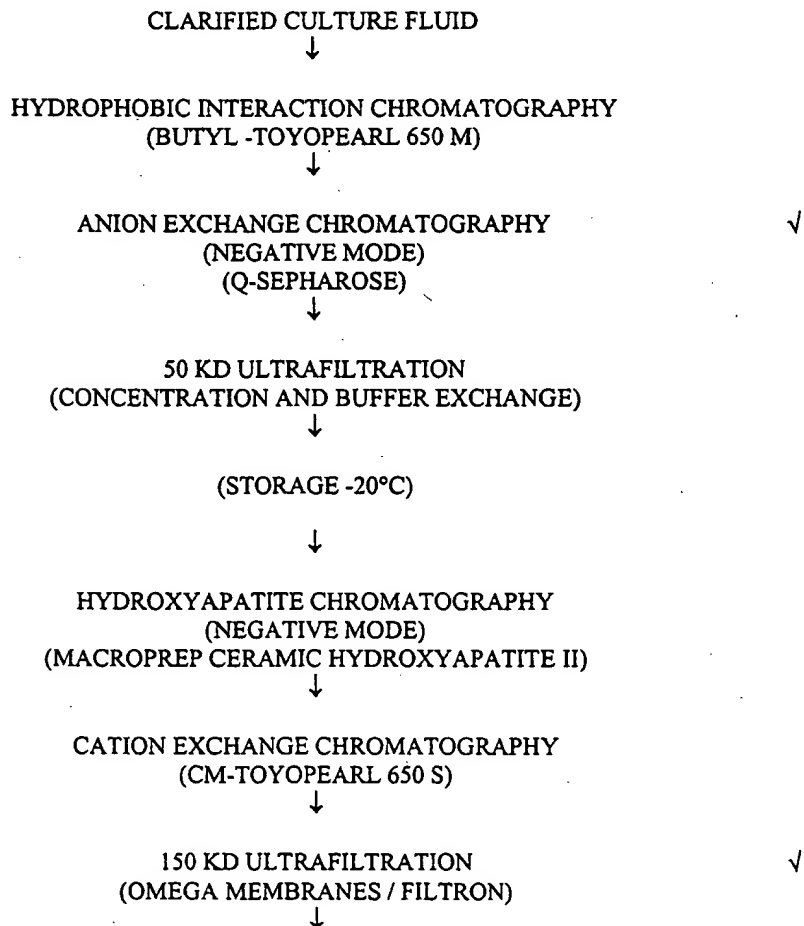 CLARIFIED CULTURE FLUID
↓
HYDROPHOBIC INTERACTION CHROMATOGRAPHY
(BUTYL -TOYOPEARL 650 M)
↓
ANION EXCHANGE CHROMATOGRAPHY √
(NEGATIVE MODE)
(Q-SEPHAROSE)
↓
50 KD ULTRAFILTRATION
(CONCENTRATION AND BUFFER EXCHANGE)
↓
(STORAGE -20°C)
↓
HYDROXYAPATITE CHROMATOGRAPHY
(NEGATIVE MODE)
(MACROPREP CERAMIC HYDROXYAPATITE II)
↓
CATION EXCHANGE CHROMATOGRAPHY
(CM-TOYOPEARL 650 S)
↓
150 KD ULTRAFILTRATION √
(OMEGA MEMBRANES / FILTRON)
↓